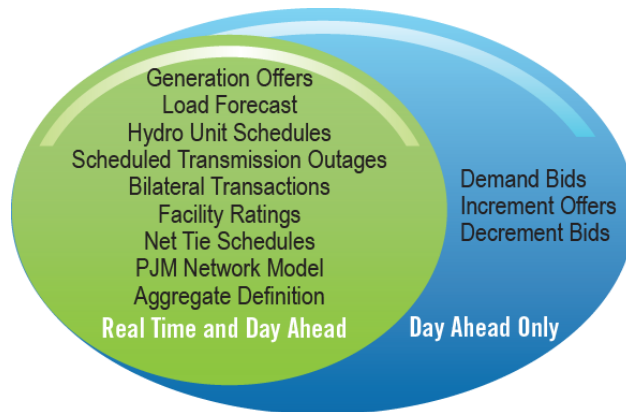 Generation Offers
Load Forecast
Hydro Unit Schedules
Scheduled Transmission Outages
Bilateral Transactions
Facility Ratings
Net Tie Schedules
PJM Network Model
Aggregate Definition
Real Time and Day Ahead
Demand Bids
Increment Offers
Decrement Bids
Day Ahead Only